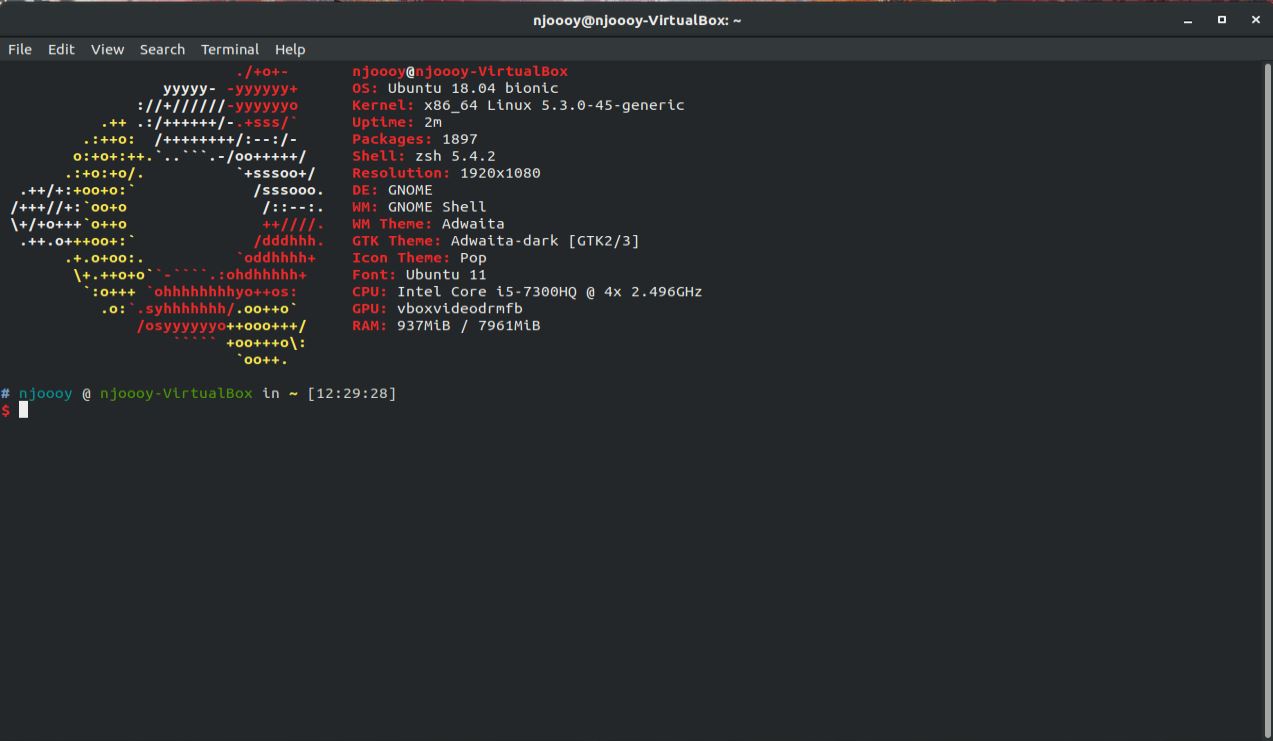 njoooy@njoooy-VirtualBox: ~
File Edit View Search Terminal Help
                          ./+o+-       njoooy@njoooy-VirtualBox
                  yyyyy- -yyyyyy+      OS: Ubuntu 18.04 bionic
               ://+//////-yyyyyyo      Kernel: x86_64 Linux 5.3.0-45-generic
           .++ .:/++++++/-.+sss/`      Uptime: 2m
         .:++o:  /++++++++/:--:/-      Packages: 1897
        o:+o+:++.`..```.-/oo+++++/     Shell: zsh 5.4.2
       .:+o:+o/.          `+sssoo+/    Resolution: 1920x1080
  .++/+:+oo+o:`             /sssooo.   DE: GNOME
 /+++//+:`oo+o               /::--:.   WM: GNOME Shell
 \+/+o+++`o++o               ++////.   WM Theme: Adwaita
  .++.o+++oo+:`             /dddhhh.   GTK Theme: Adwaita-dark [GTK2/3]
       .+.o+oo:.          `oddhhhh+    Icon Theme: Pop
        \+.++o+o``-````.:ohdhhhhh+     Font: Ubuntu 11
         `:o+++ `ohhhhhhhhyo++os:      CPU: Intel Core i5-7300HQ @ 4x 2.496GHz
           .o:`.syhhhhhhh/.oo++o`      GPU: vboxvideodrmfb
               /osyyyyyyo++ooo+++/     RAM: 937MiB / 7961MiB
                   ````` +oo+++o\:
                          `oo++.
# njoooy @ njoooy-VirtualBox in ~ [12:29:28]
$